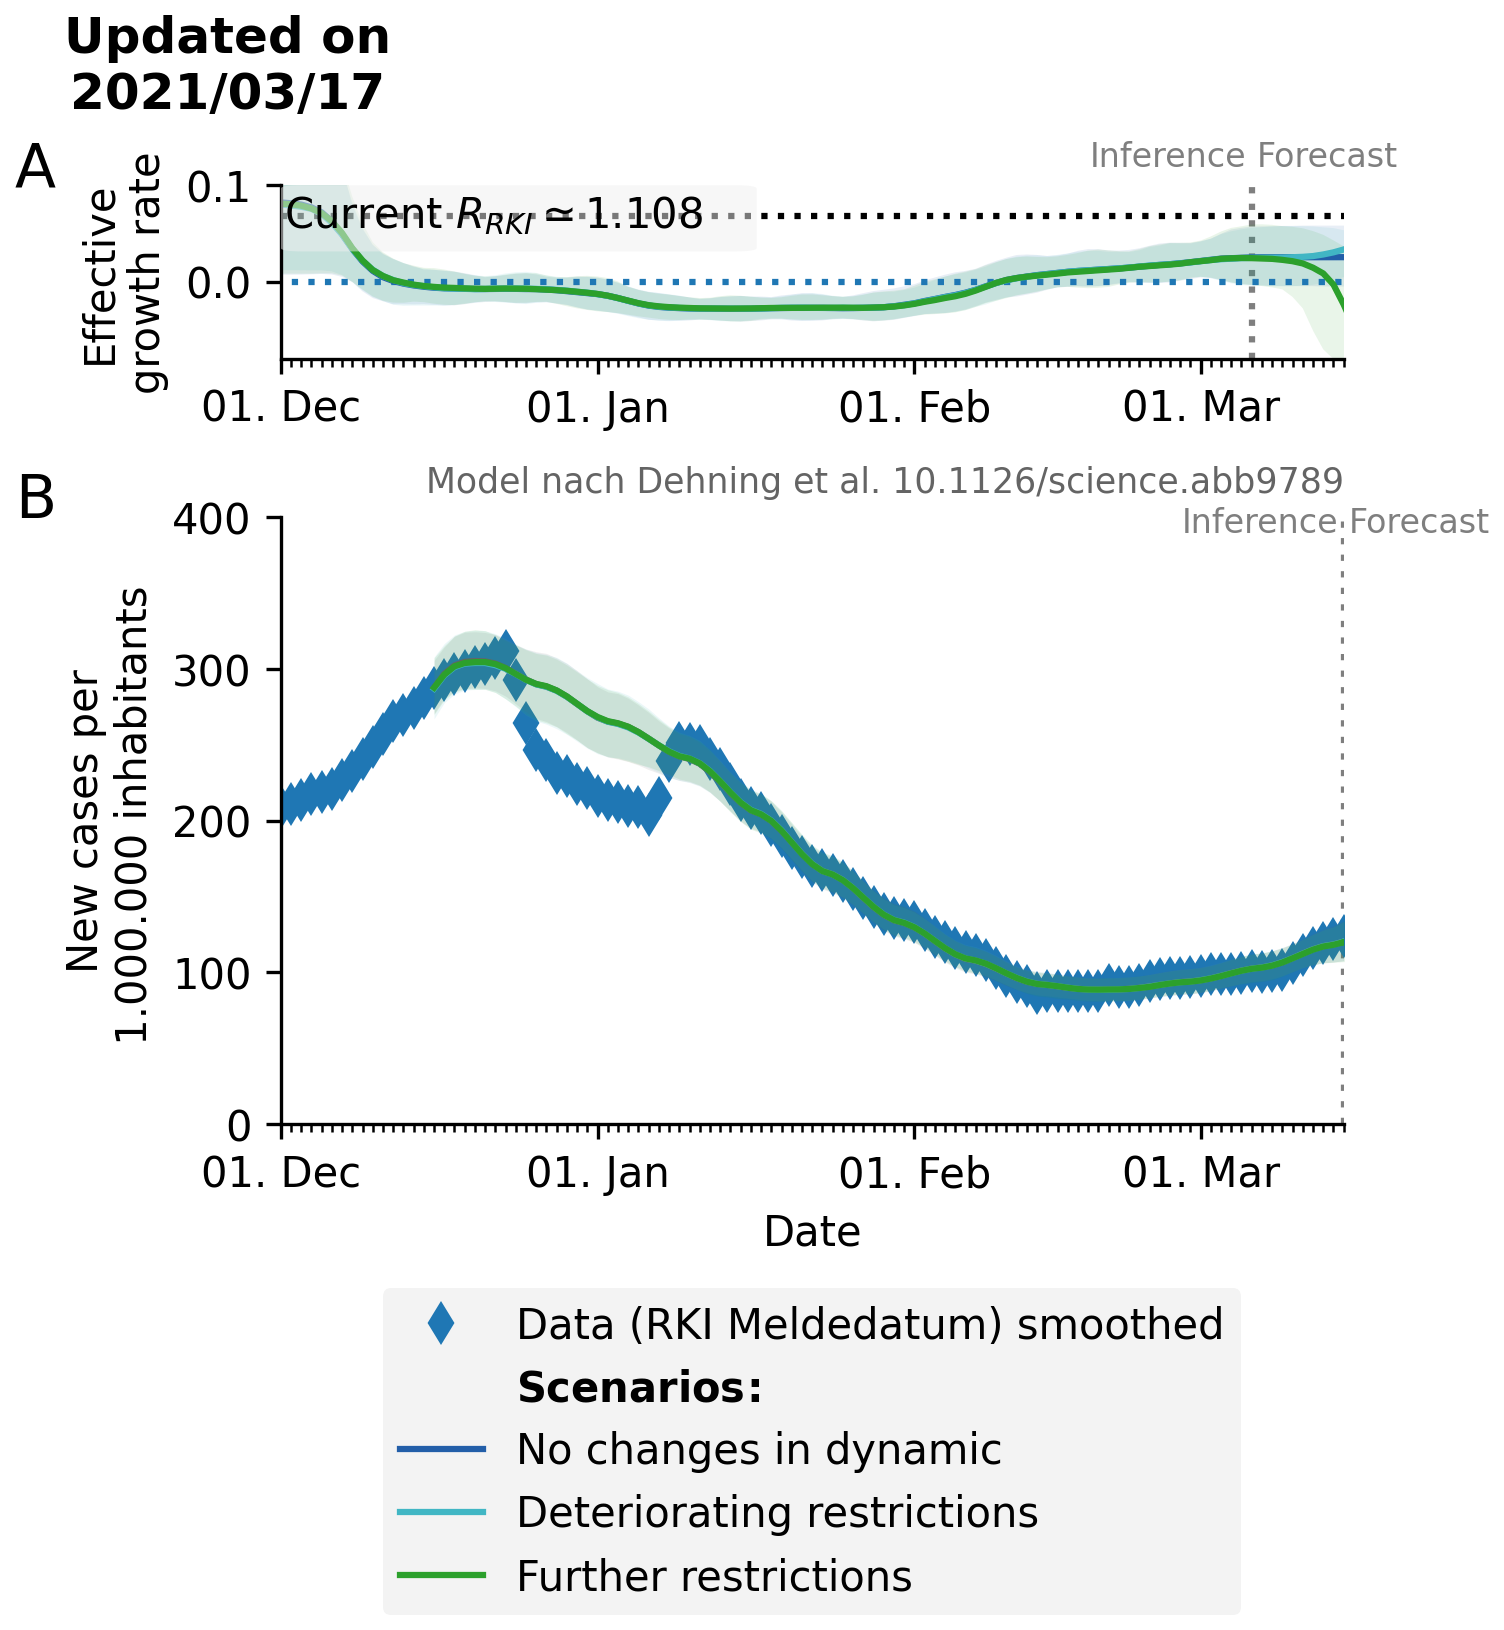 Updated on
2021/03/17
A
Inference Forecast
Effective
growth rate
0.1
0.0
Current R_RKI ≃ 1.108
01. Dec
01. Jan
01. Feb
01. Mar
B
Model nach Dehning et al. 10.1126/science.abb9789
Inference Forecast
New cases per
1.000.000 inhabitants
400
300
200
100
0
01. Dec
01. Jan
01. Feb
01. Mar
Date
Data (RKI Meldedatum) smoothed
Scenarios:
No changes in dynamic
Deteriorating restrictions
Further restrictions